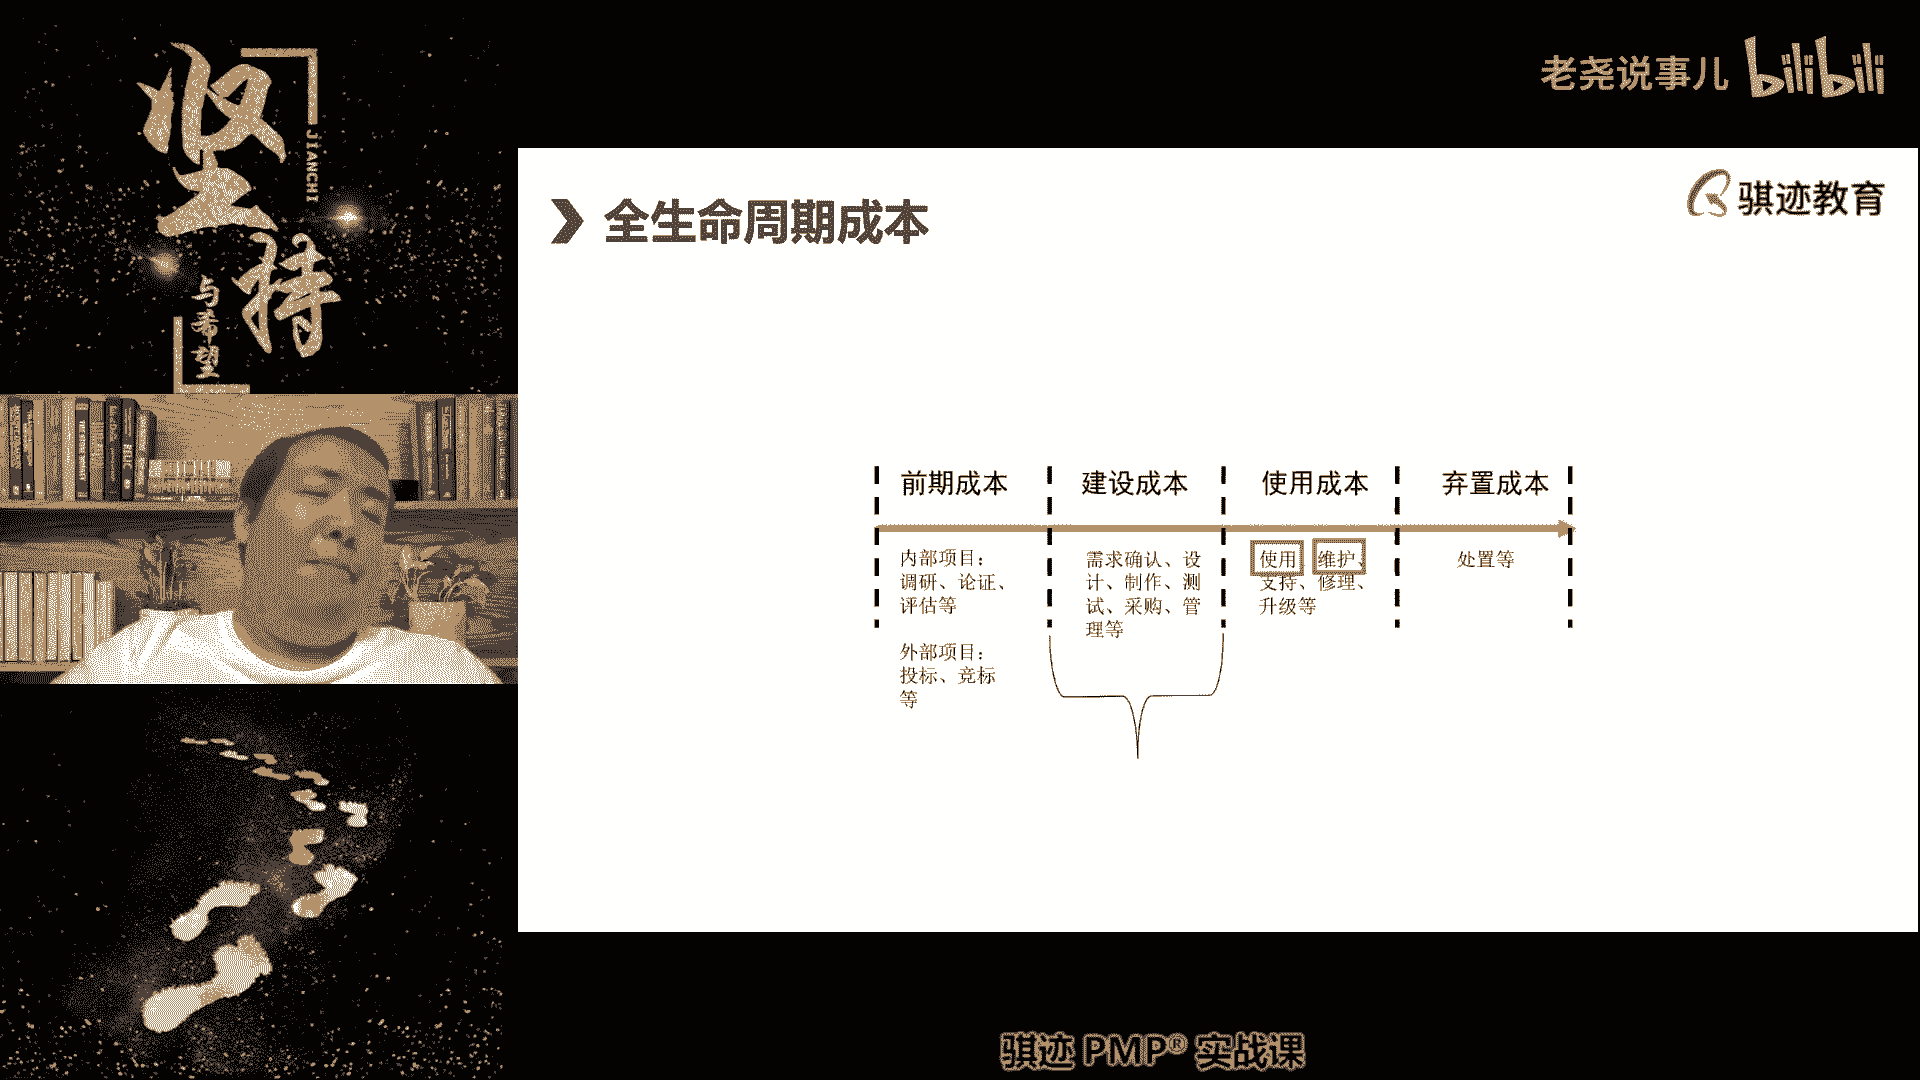 坚持
JIANCHI
与希望
老尧说事儿 bilibili
骐迹教育
全生命周期成本
前期成本
建设成本
使用成本
弃置成本
内部项目：
调研、论证、
评估等
外部项目：
投标、竞标
等
需求确认、设
计、制作、测
试、采购、管
理等
使用、维护、
支持、修理、
升级等
处置等
骐迹 PMP® 实战课